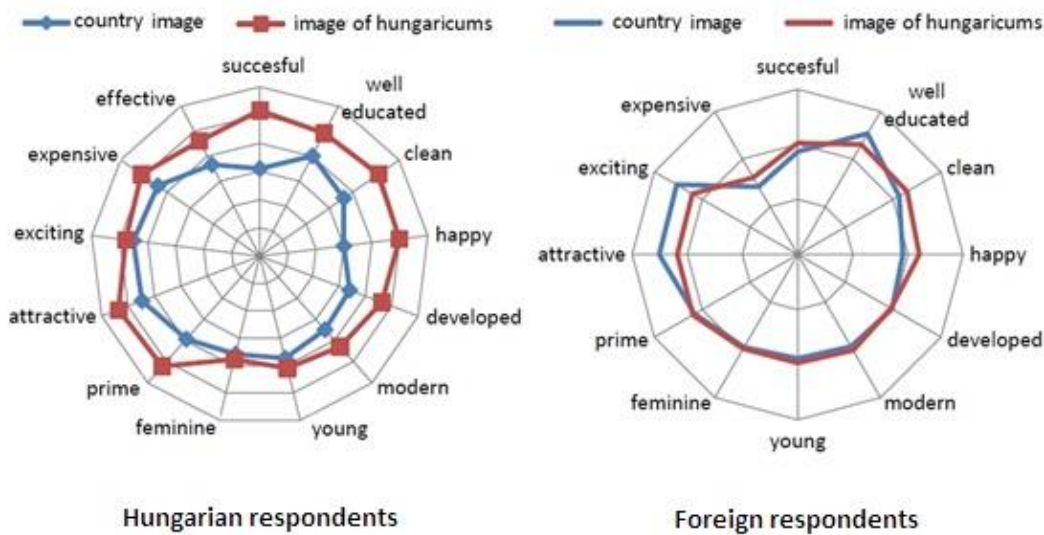 country image
image of hungaricums
succesful
well
educated
clean
happy
developed
modern
young
feminine
prime
attractive
exciting
expensive
effective
Hungarian respondents
country image
image of hungaricums
succesful
well
educated
clean
happy
developed
modern
young
feminine
prime
attractive
exciting
expensive
Foreign respondents